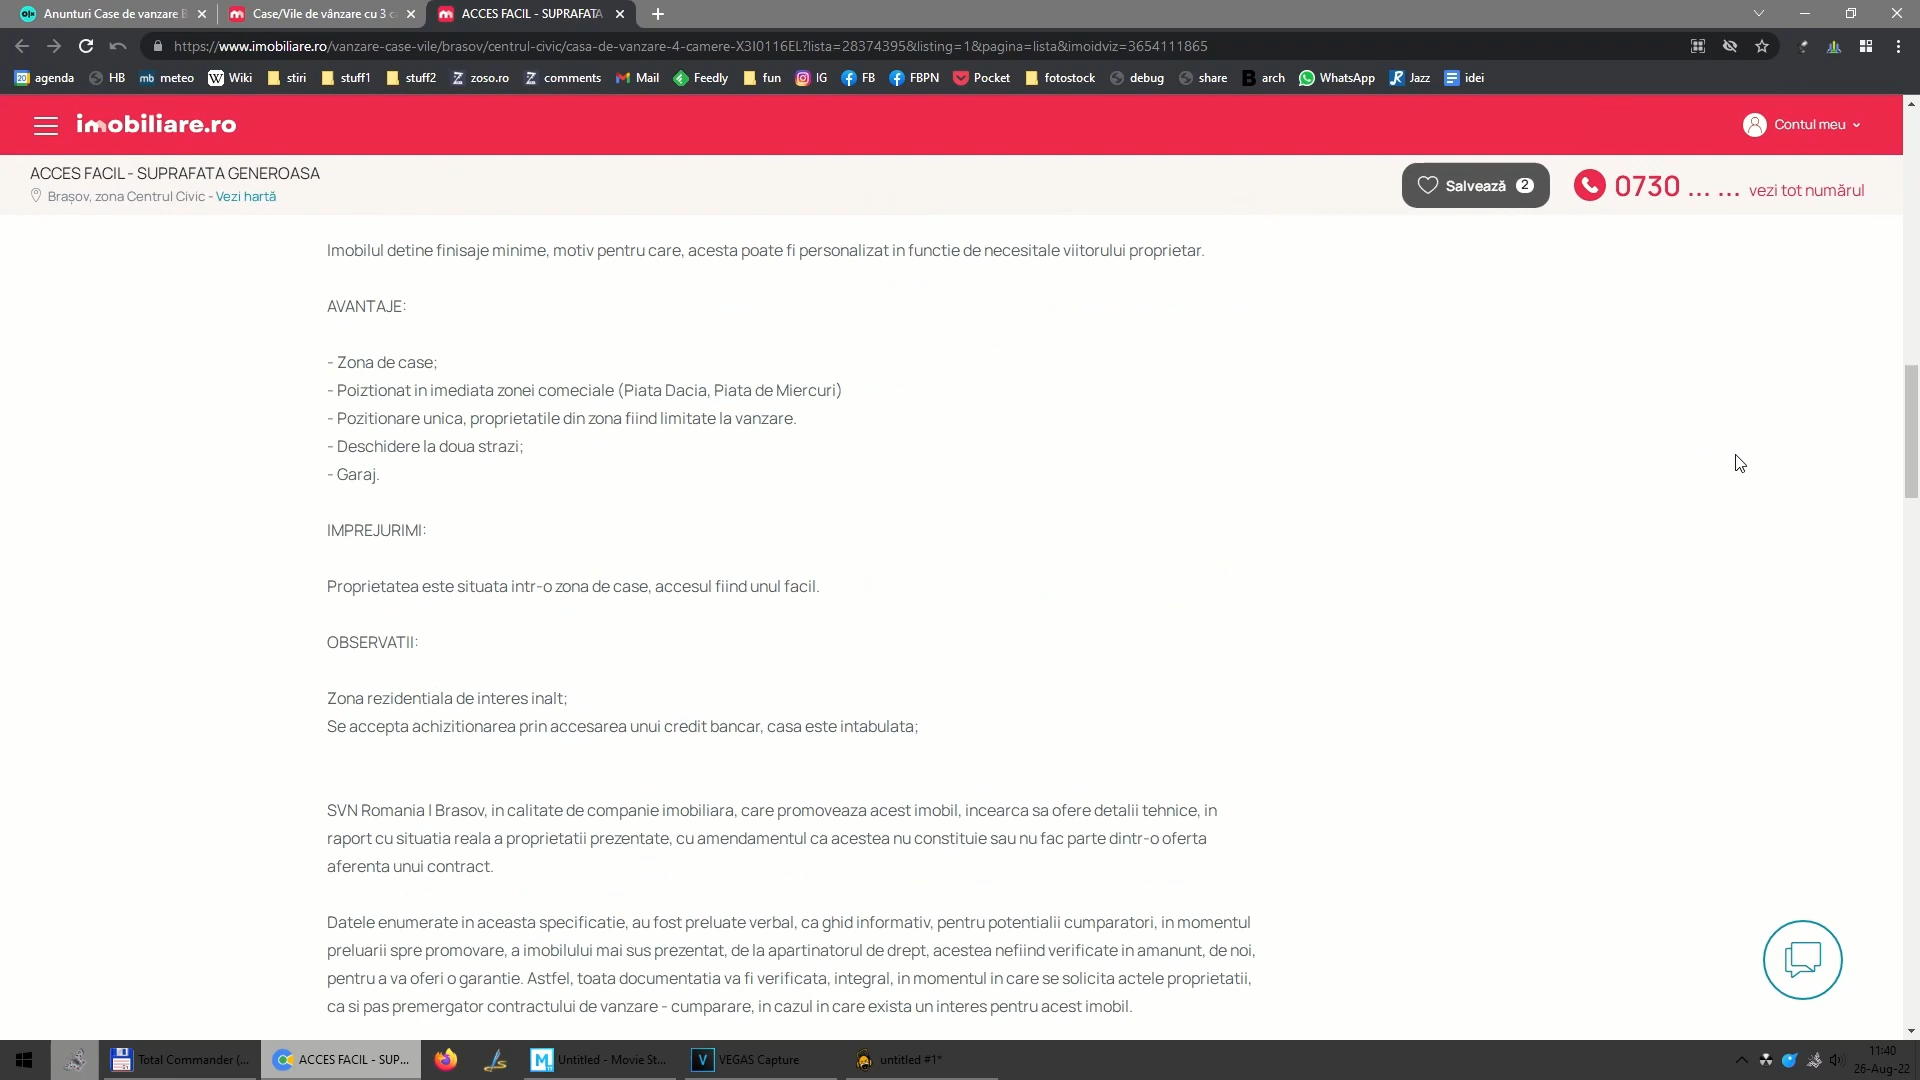 Anunturi Case de vanzare B
Case/Vile de vânzare cu 3 c
ACCES FACIL - SUPRAFATA
https://www.imobiliare.ro/vanzare-case-vile/brasov/centrul-civic/casa-de-vanzare-4-camere-X3I0116EL?lista=28374395&listing=1&pagina=lista&imoidviz=3654111865
agenda HB meteo Wiki stiri stuff1 stuff2 zoso.ro comments Mail Feedly fun IG FB FBPN Pocket fotostock debug share arch WhatsApp Jazz idei
imobiliare.ro
Contul meu
ACCES FACIL - SUPRAFATA GENEROASA
Brașov, zona Centrul Civic - Vezi hartă
Salvează 2
0730 ... ... vezi tot numărul
Imobilul detine finisaje minime, motiv pentru care, acesta poate fi personalizat in functie de necesitale viitorului proprietar.
AVANTAJE:
- Zona de case;
- Poiztionat in imediata zonei comeciale (Piata Dacia, Piata de Miercuri)
- Pozitionare unica, proprietatile din zona fiind limitate la vanzare.
- Deschidere la doua strazi;
- Garaj.
IMPREJURIMI:
Proprietatea este situata intr-o zona de case, accesul fiind unul facil.
OBSERVATII:
Zona rezidentiala de interes inalt;
Se accepta achizitionarea prin accesarea unui credit bancar, casa este intabulata;
SVN Romania | Brasov, in calitate de companie imobiliara, care promoveaza acest imobil, incearca sa ofere detalii tehnice, in
raport cu situatia reala a proprietatii prezentate, cu amendamentul ca acestea nu constituie sau nu fac parte dintr-o oferta
aferenta unui contract.
Datele enumerate in aceasta specificatie, au fost preluate verbal, ca ghid informativ, pentru potentialii cumparatori, in momentul
preluarii spre promovare, a imobilului mai sus prezentat, de la apartinatorul de drept, acestea nefiind verificate in amanunt, de noi,
pentru a va oferi o garantie. Astfel, toata documentatia va fi verificata, integral, in momentul in care se solicita actele proprietatii,
ca si pas premergator contractului de vanzare - cumparare, in cazul in care exista un interes pentru acest imobil.
Total Commander (...
ACCES FACIL - SUP...
Untitled - Movie St...
VEGAS Capture
untitled #1*
11:40
26-Aug-22